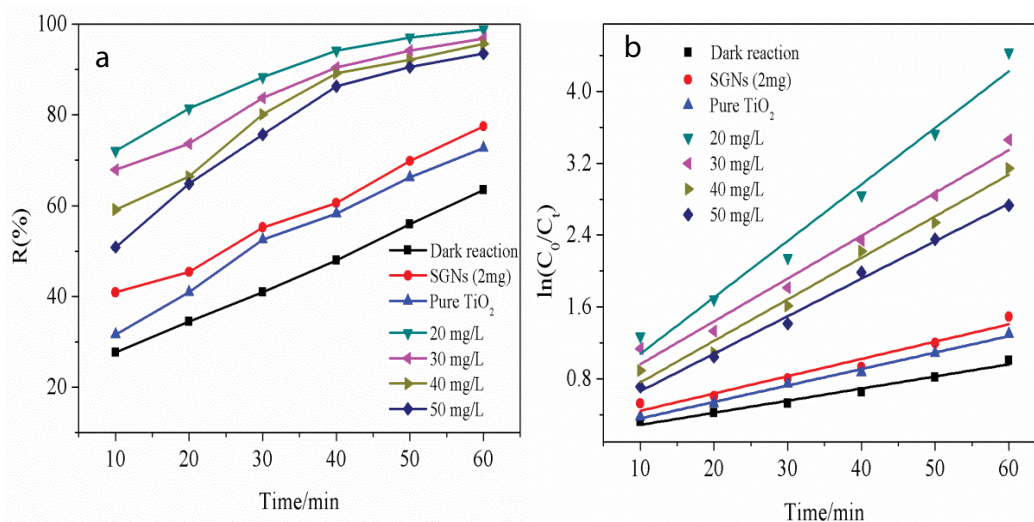 a
R(%)
100
80
60
40
20
10 20 30 40 50 60
Time/min
Dark reaction
SGNs (2mg)
Pure TiO₂
20 mg/L
30 mg/L
40 mg/L
50 mg/L
b
ln(C₀/Cₜ)
4.0
3.2
2.4
1.6
0.8
10 20 30 40 50 60
Time/min
Dark reaction
SGNs (2mg)
Pure TiO₂
20 mg/L
30 mg/L
40 mg/L
50 mg/L